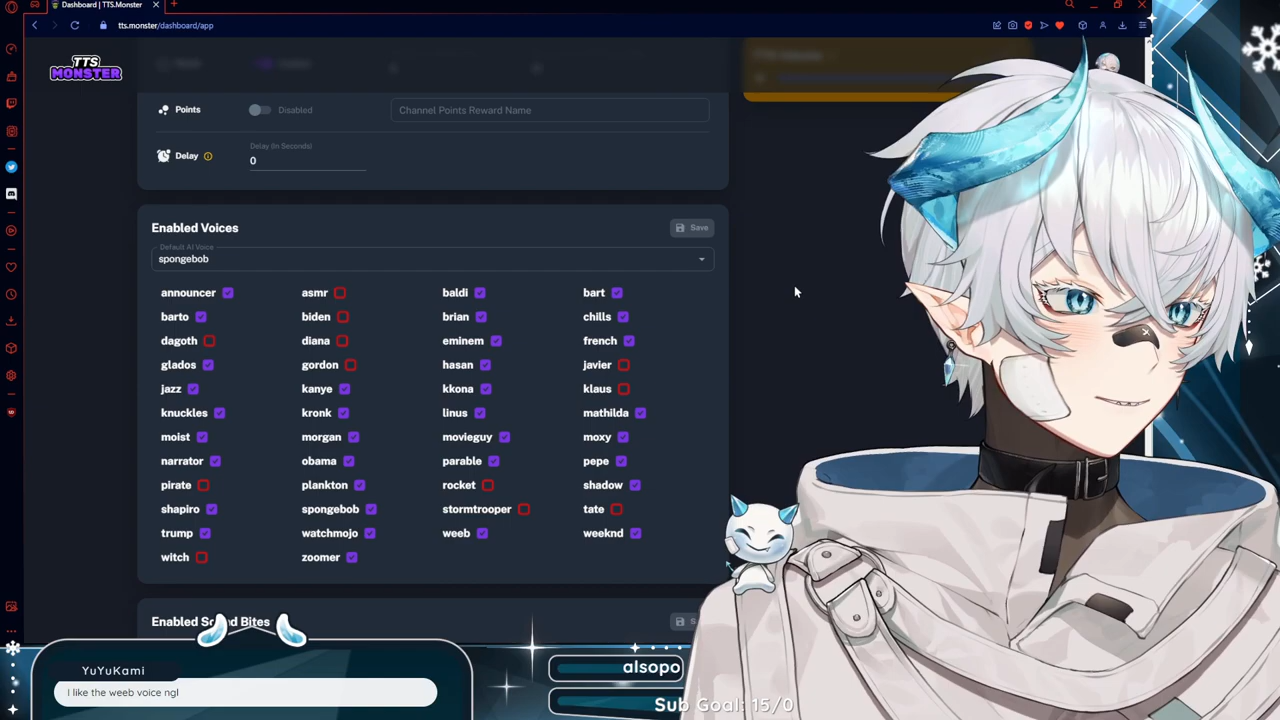 Dashboard | TTS.Monster
tts.monster/dashboard/app
TTS
MONSTER
Points
Disabled
Channel Points Reward Name
Delay
Delay (in Seconds)
0
Enabled Voices
Save
Default AI Voice
spongebob
announcer asmr baldi bart
barto biden brian chills
dagoth diana eminem french
glados gordon hasan javier
jazz kanye kkona klaus
knuckles kronk linus mathilda
moist morgan movieguy moxy
narrator obama parable pepe
pirate plankton rocket shadow
shapiro spongebob stormtrooper tate
trump watchmojo weeb weeknd
witch zoomer
Enabled Sound Bites
YuYuKami
I like the weeb voice ngl
alsopo
Sub Goal: 15/0